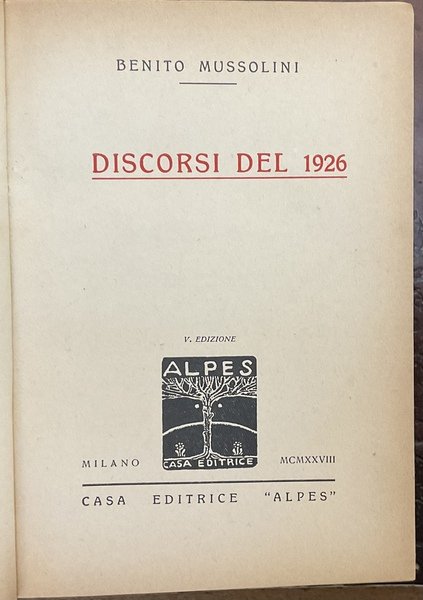 BENITO MUSSOLINI
DISCORSI DEL 1926
V. EDIZIONE
ALPES
CASA EDITRICE
MILANO MCMXXVIII
CASA EDITRICE "ALPES"